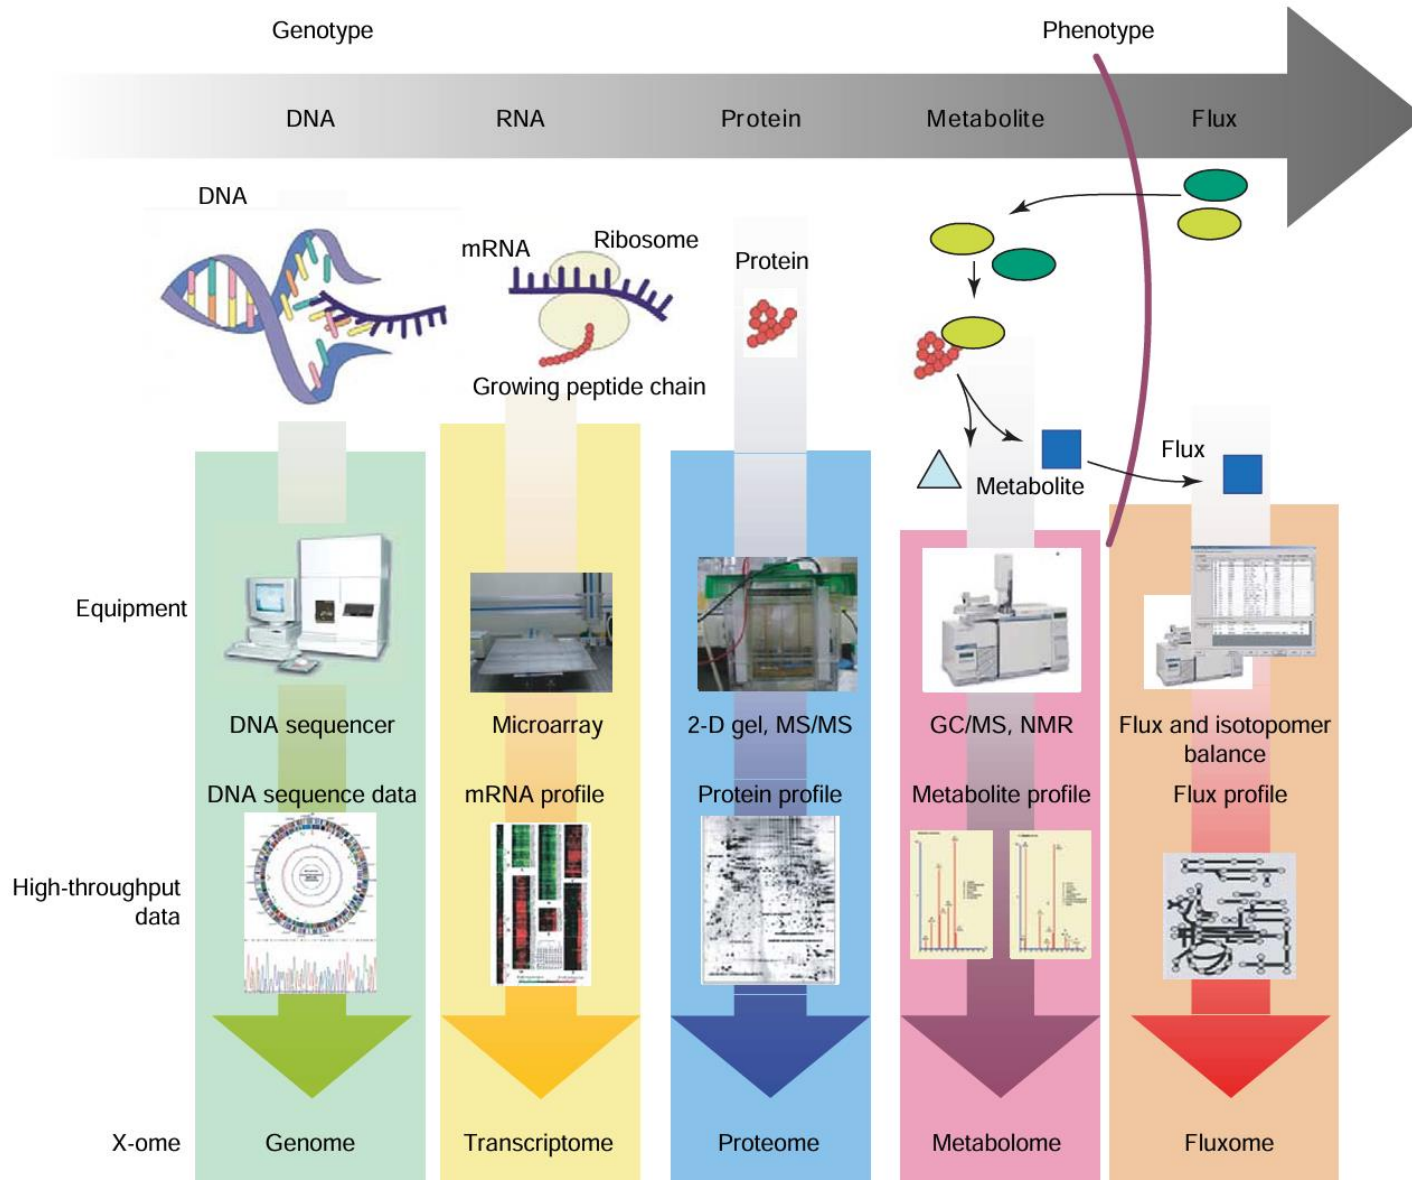 Genotype
Phenotype
DNA
RNA
Protein
Metabolite
Flux
DNA
mRNA
Ribosome
Growing peptide chain
Protein
Metabolite
Flux
Equipment
DNA sequencer
Microarray
2-D gel, MS/MS
GC/MS, NMR
Flux and isotopomer
balance
DNA sequence data
mRNA profile
Protein profile
Metabolite profile
Flux profile
High-throughput
data
X-ome
Genome
Transcriptome
Proteome
Metabolome
Fluxome